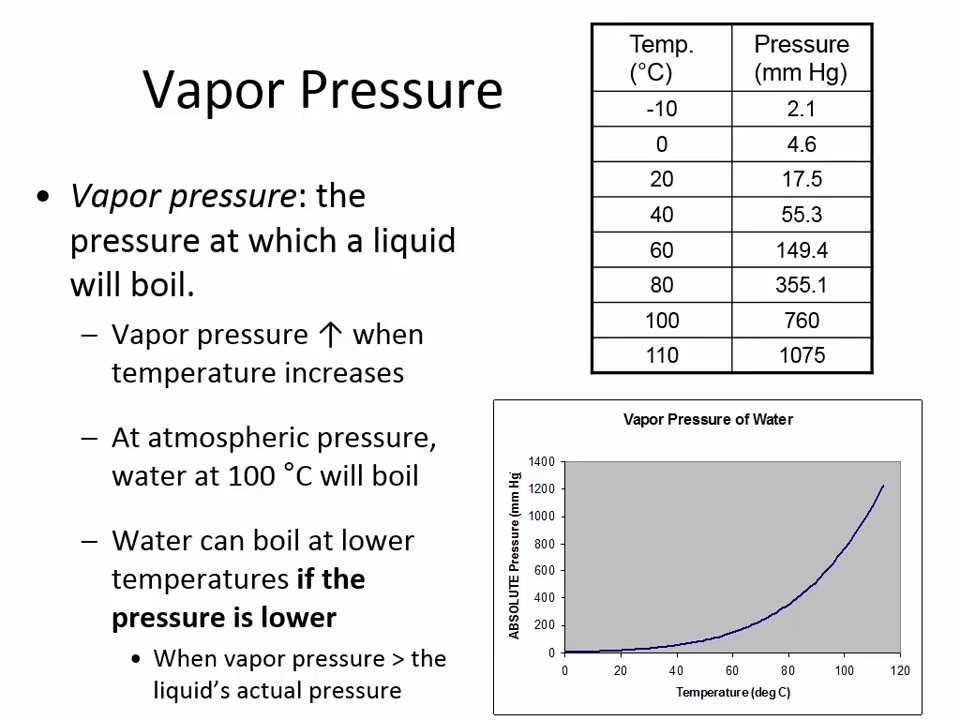 Vapor Pressure
• Vapor pressure: the
pressure at which a liquid
will boil.
– Vapor pressure ↑ when
temperature increases
– At atmospheric pressure,
water at 100 °C will boil
– Water can boil at lower
temperatures if the
pressure is lower
• When vapor pressure > the
liquid's actual pressure
Temp. Pressure
(°C) (mm Hg)
-10 2.1
0 4.6
20 17.5
40 55.3
60 149.4
80 355.1
100 760
110 1075
Vapor Pressure of Water
ABSOLUTE Pressure (mm Hg)
1400
1200
1000
800
600
400
200
0
0 20 40 60 80 100 120
Temperature (deg C)